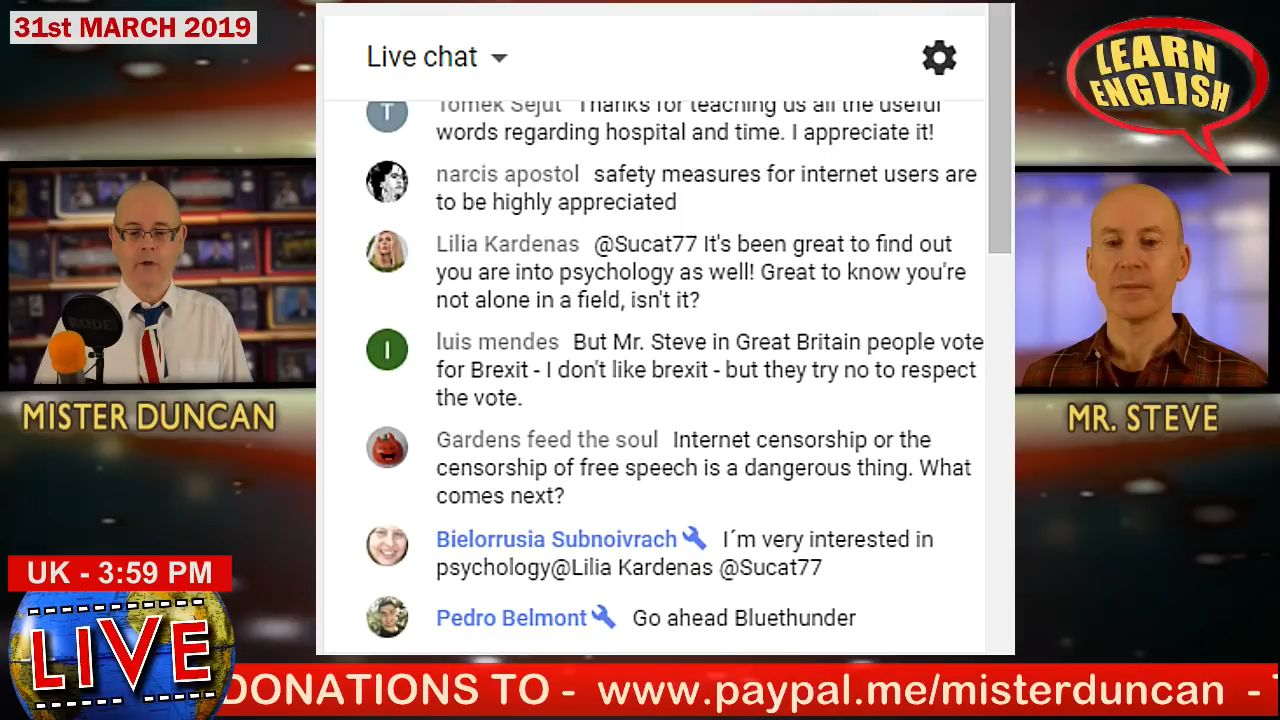 31st MARCH 2019
Live chat
LEARN
ENGLISH
T Tomek Sejut Thanks for teaching us all the useful
words regarding hospital and time. I appreciate it!
narcis apostol safety measures for internet users are
to be highly appreciated
Lilia Kardenas @Sucat77 It's been great to find out
you are into psychology as well! Great to know you're
not alone in a field, isn't it?
l luis mendes But Mr. Steve in Great Britain people vote
for Brexit - I don't like brexit - but they try no to respect
the vote.
Gardens feed the soul Internet censorship or the
censorship of free speech is a dangerous thing. What
comes next?
Bielorrusia Subnoivrach I´m very interested in
psychology@Lilia Kardenas @Sucat77
Pedro Belmont Go ahead Bluethunder
RODE
MISTER DUNCAN
MR. STEVE
UK - 3:59 PM
LIVE
DONATIONS TO - www.paypal.me/misterduncan -